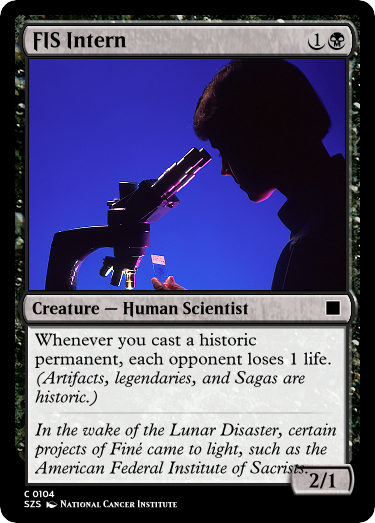 FIS Intern 1
Creature — Human Scientist
Whenever you cast a historic
permanent, each opponent loses 1 life.
(Artifacts, legendaries, and Sagas are
historic.)
In the wake of the Lunar Disaster, certain
projects of Finé came to light, such as the
American Federal Institute of Sacrists.
2/1
C 0104
SZS National Cancer Institute